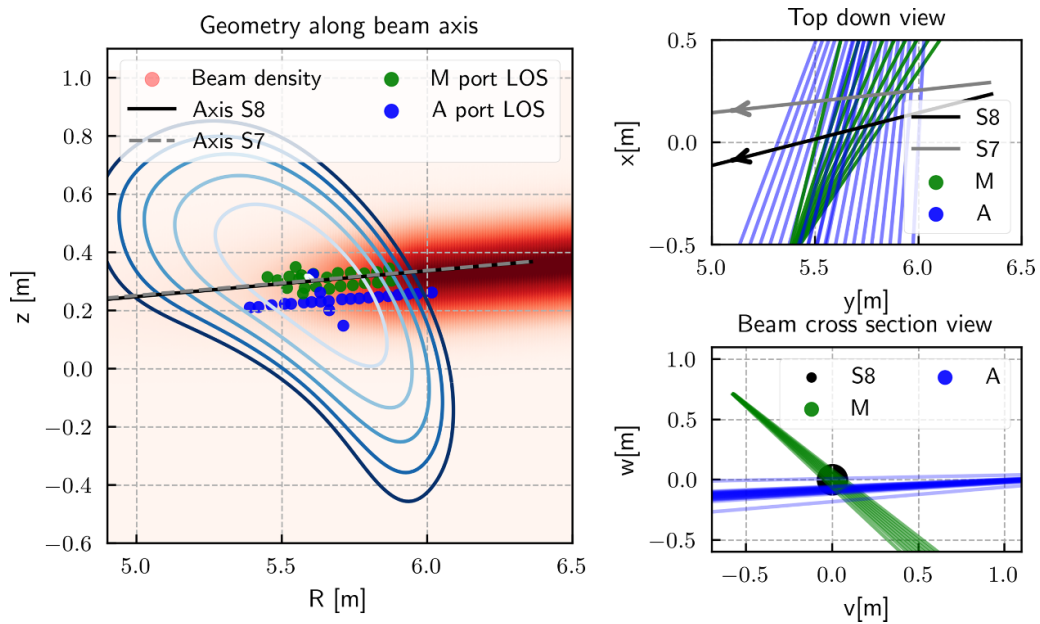 Geometry along beam axis
Beam density
Axis S8
Axis S7
M port LOS
A port LOS
1.0
0.8
0.6
0.4
0.2
0.0
−0.2
−0.4
−0.6
z [m]
5.0
5.5
6.0
6.5
R [m]
Top down view
0.5
0.0
−0.5
x[m]
S8
S7
M
A
5.0
5.5
6.0
6.5
y[m]
Beam cross section view
1.0
0.5
0.0
−0.5
w[m]
S8
M
A
−0.5
0.0
0.5
1.0
v[m]